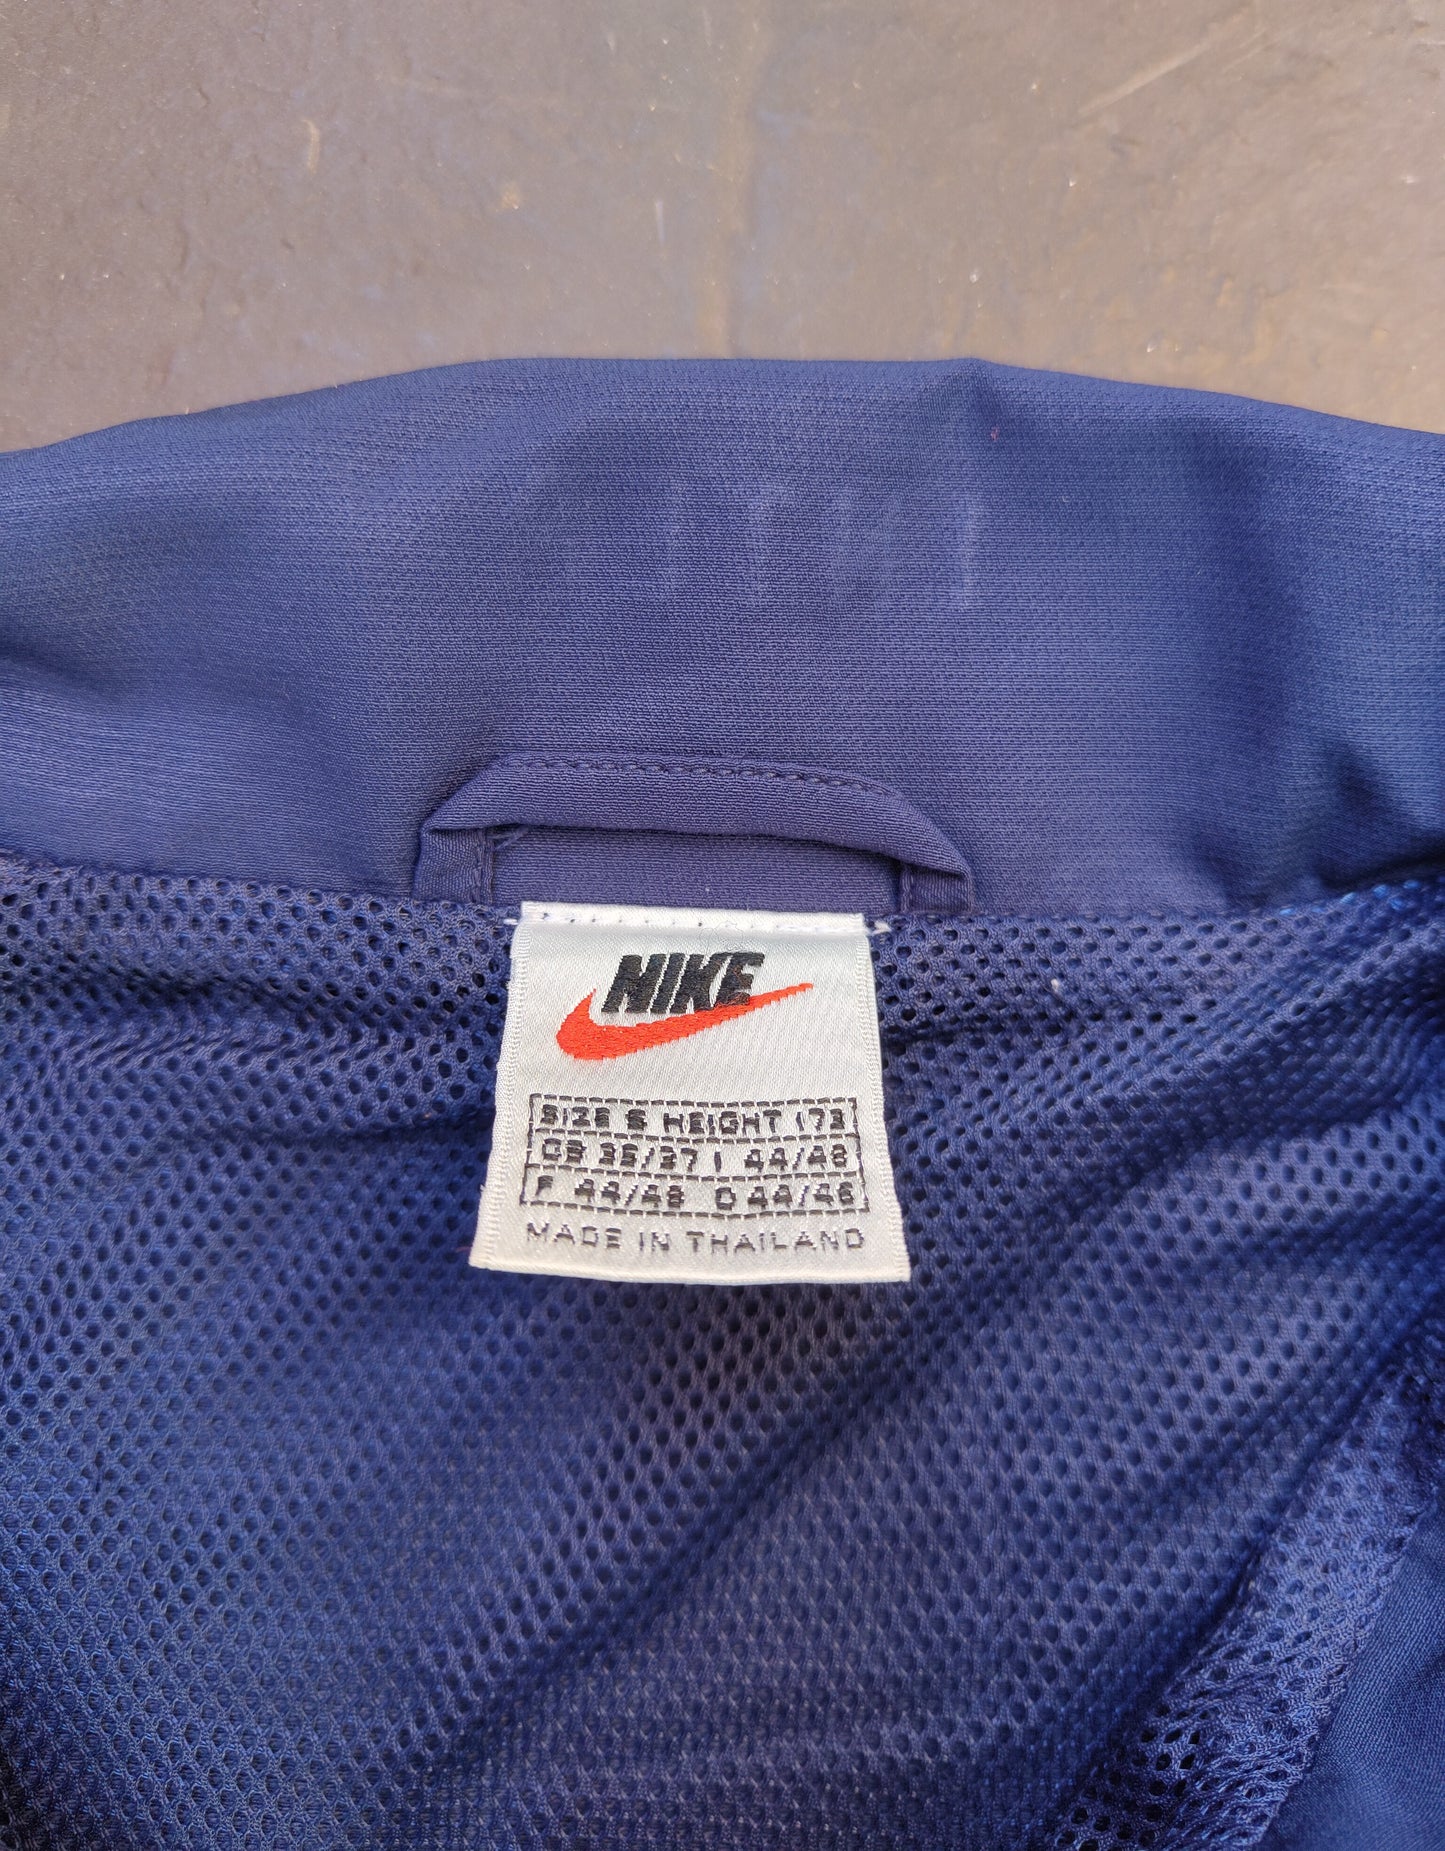 NIKE
SIZE S HEIGHT 173
GB 35/37 I 44/48
F 44/48 D 44/46
MADE IN THAILAND